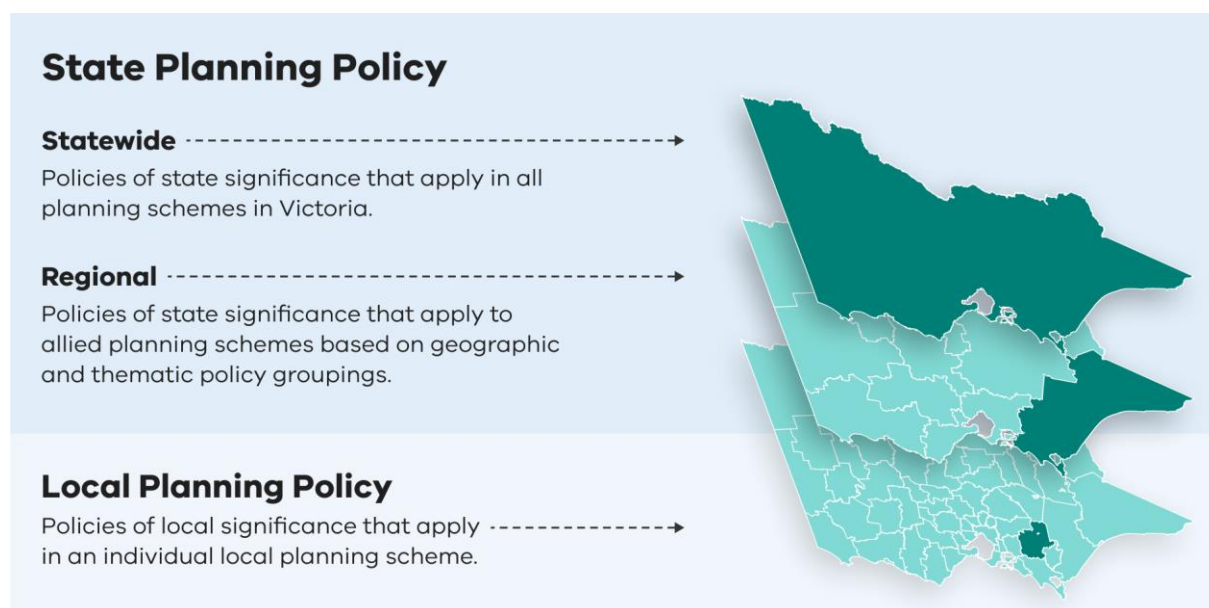 State Planning Policy
Statewide
Policies of state significance that apply in all
planning schemes in Victoria.
Regional
Policies of state significance that apply to
allied planning schemes based on geographic
and thematic policy groupings.
Local Planning Policy
Policies of local significance that apply
in an individual local planning scheme.